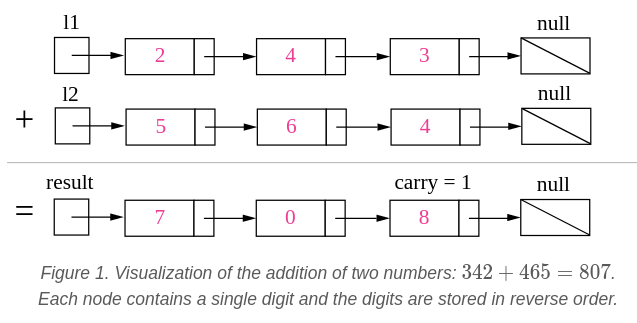 l1
null
2 4 3
l2
null
+
5 6 4
result
carry = 1
null
=
7 0 8
Figure 1. Visualization of the addition of two numbers: 342 + 465 = 807.
Each node contains a single digit and the digits are stored in reverse order.